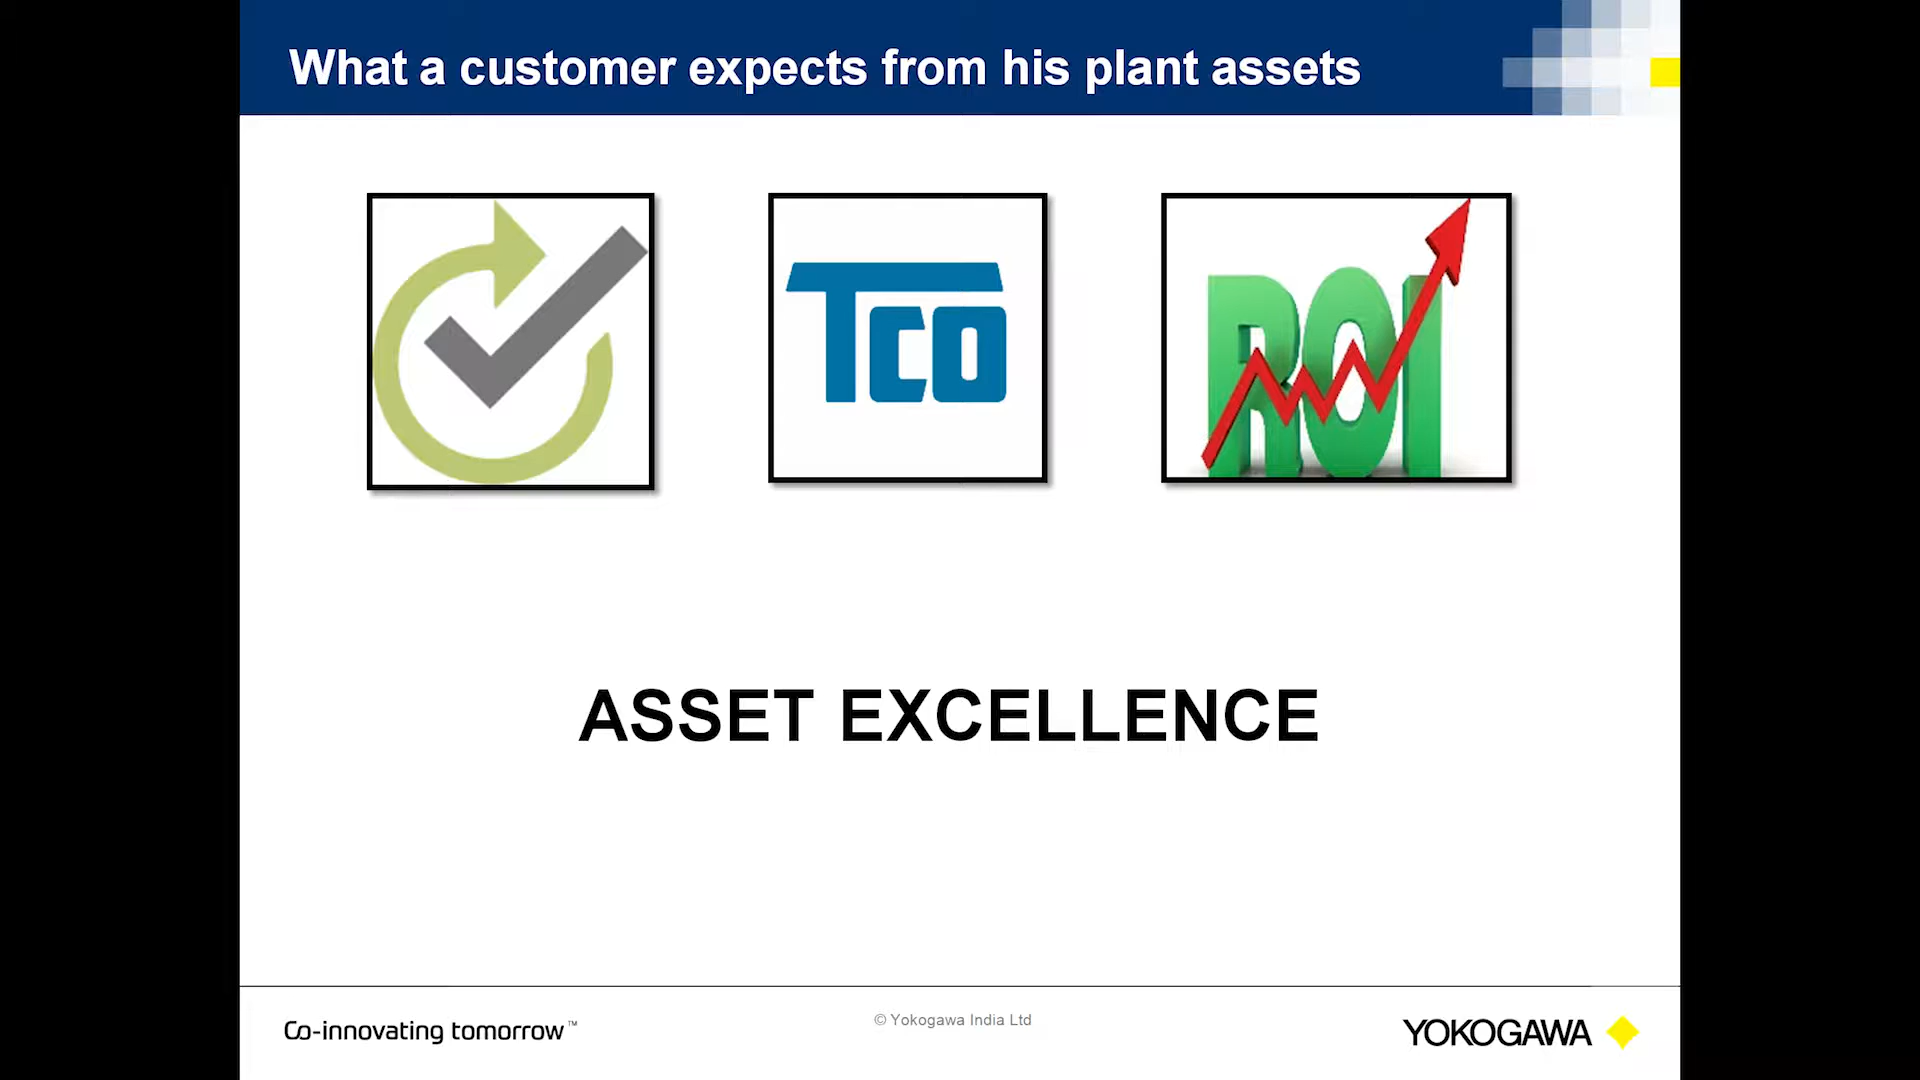 What a customer expects from his plant assets
Tco
ROI
ASSET EXCELLENCE
Co-innovating tomorrow™
© Yokogawa India Ltd
YOKOGAWA